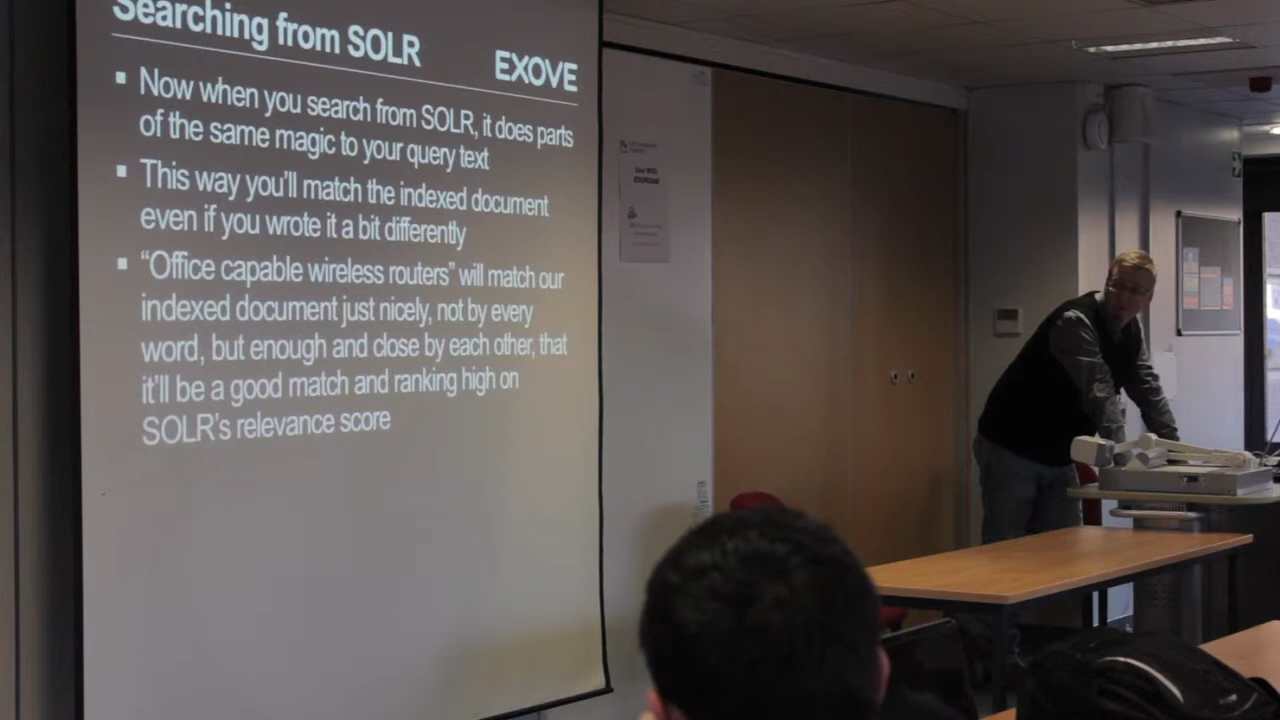 Searching from SOLR
EXOVE
▪ Now when you search from SOLR, it does parts
of the same magic to your query text
▪ This way you'll match the indexed document
even if you wrote it a bit differently
▪ “Office capable wireless routers” will match our
indexed document just nicely, not by every
word, but enough and close by each other, that
it'll be a good match and ranking high on
SOLR's relevance score